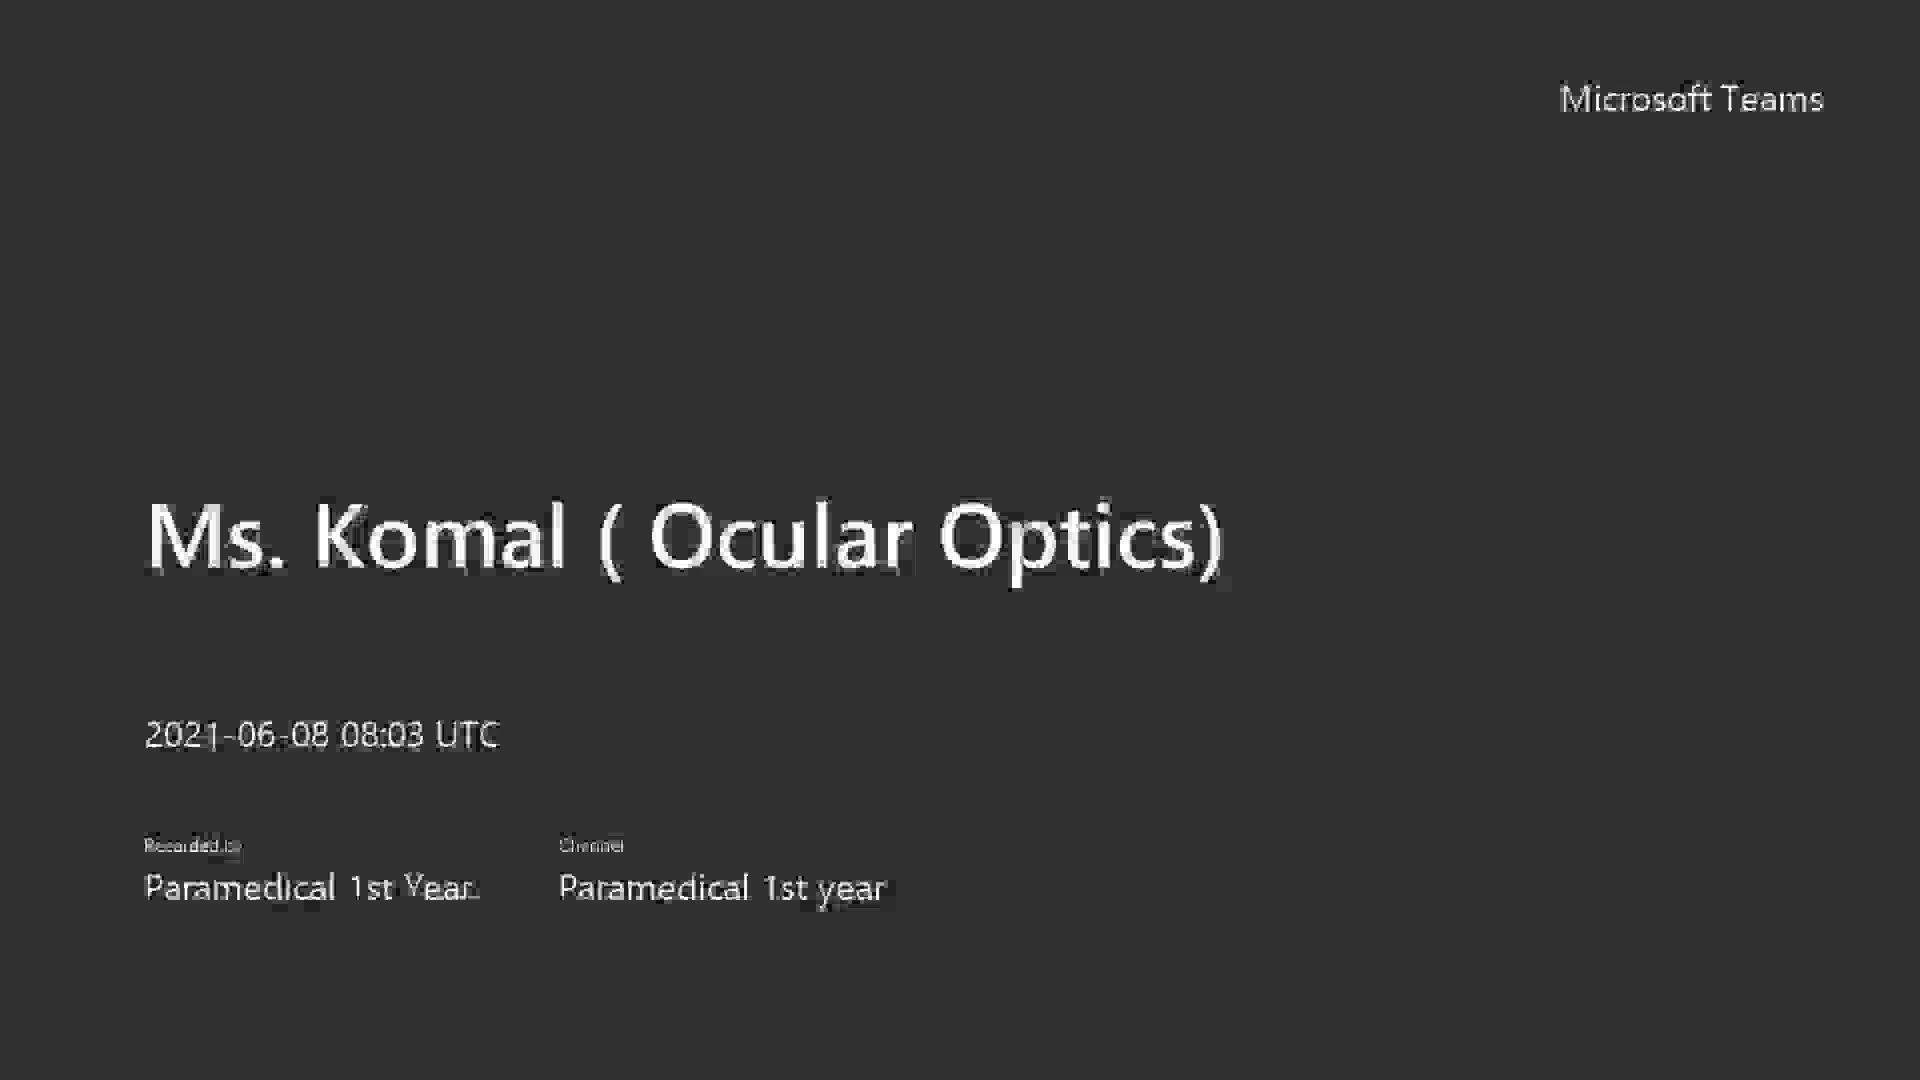 Microsoft Teams
Ms. Komal ( Ocular Optics)
2021-06-08 08:03 UTC
Recorded by
Channel
Paramedical 1st Year
Paramedical 1st year